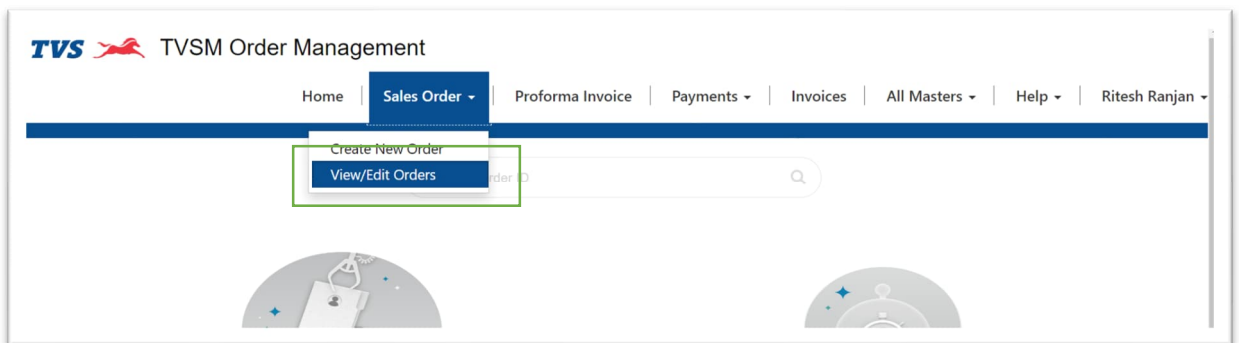 TVS TVSM Order Management
Home Sales Order Proforma Invoice Payments Invoices All Masters Help Ritesh Ranjan
Create New Order
View/Edit Orders
rder ID